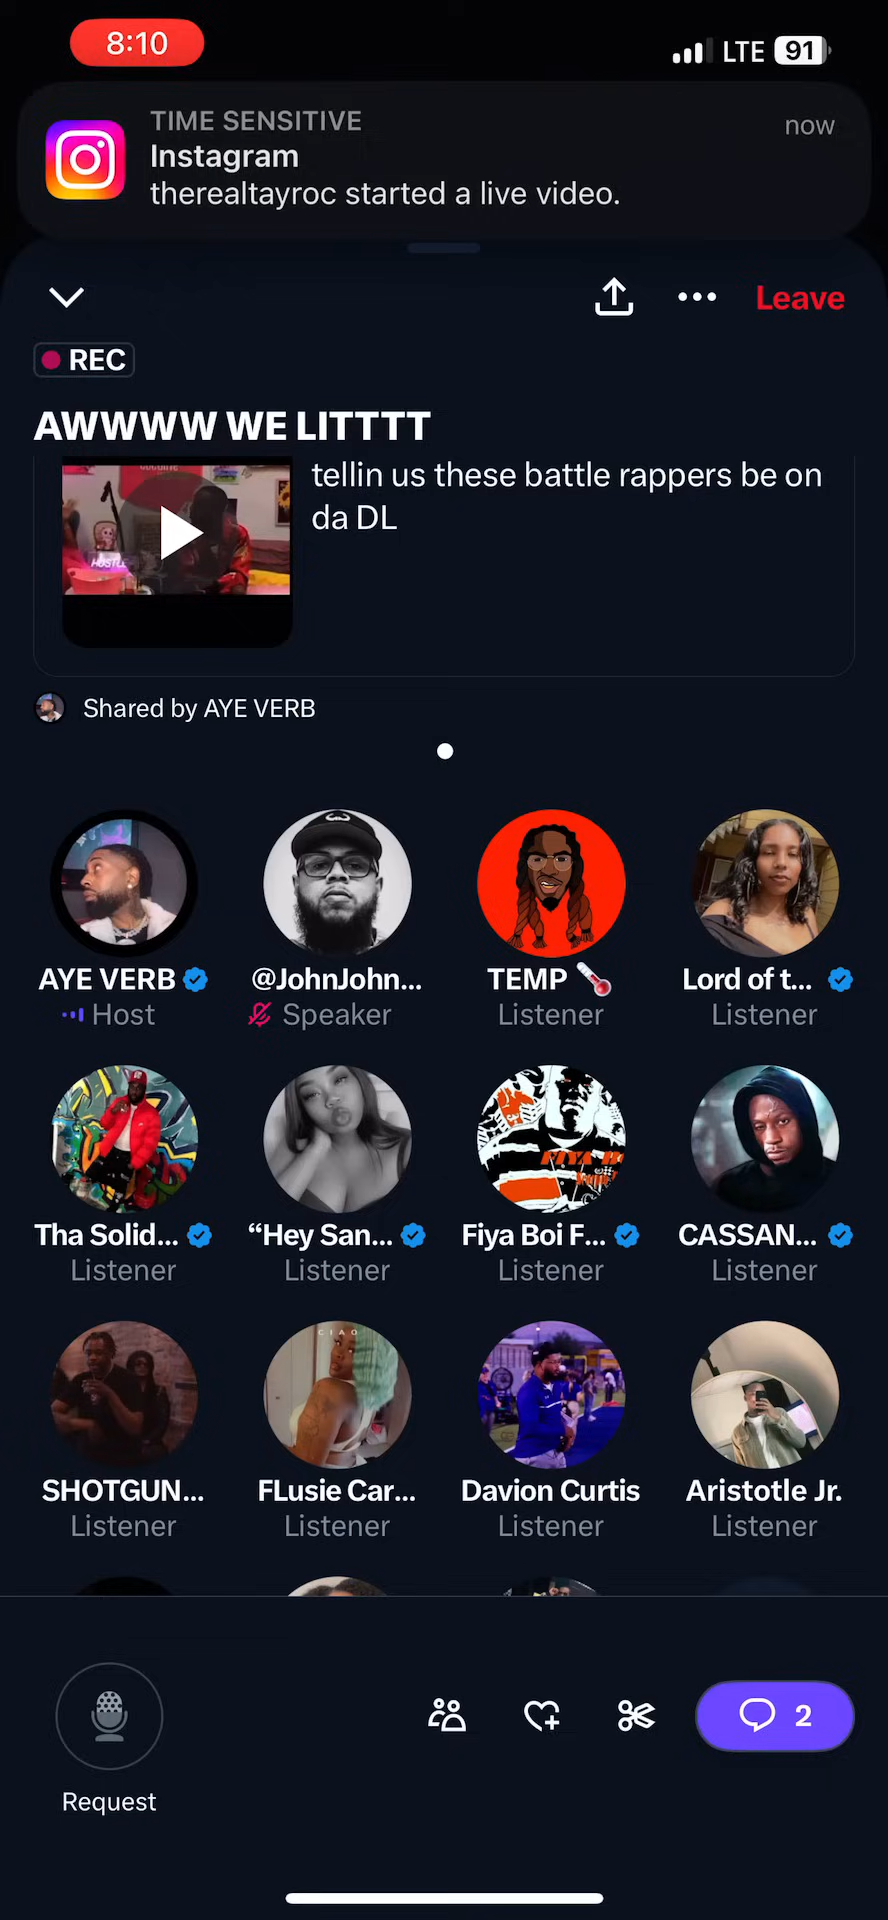 8:10
LTE 91
TIME SENSITIVE
now
Instagram
therealtayroc started a live video.
Leave
REC
AWWWW WE LITTTT
tellin us these battle rappers be on
da DL
HUSTLE
Shared by AYE VERB
AYE VERB @JohnJohn... TEMP 🌡️ Lord of t...
Host Speaker Listener Listener
Tha Solid... “Hey San... Fiya Boi F... CASSAN...
Listener Listener Listener Listener
CIAO
SHOTGUN... FLusie Car... Davion Curtis Aristotle Jr.
Listener Listener Listener Listener
2
Request